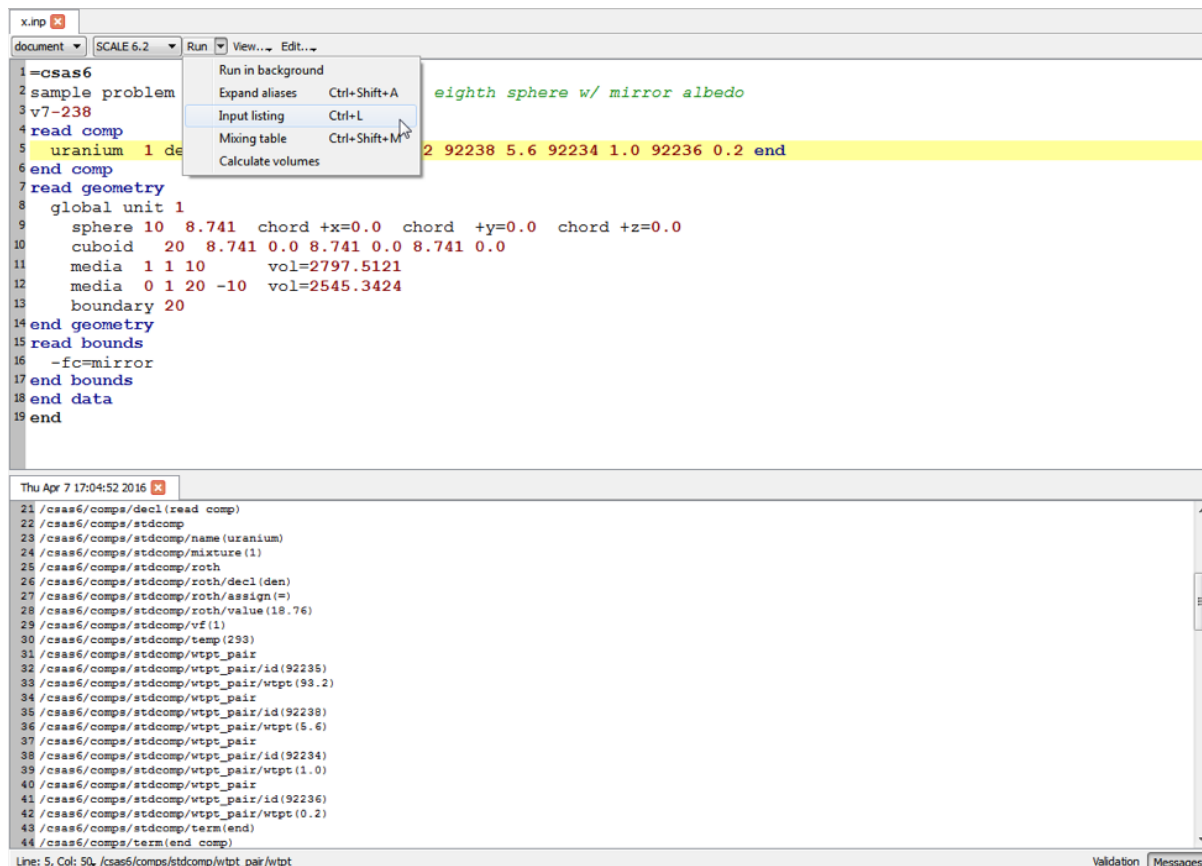 x.inp
document SCALE 6.2 Run View... Edit...
Run in background
Expand aliases Ctrl+Shift+A
Input listing Ctrl+L
Mixing table Ctrl+Shift+M
Calculate volumes
1 =csas6
2 sample problem eighth sphere w/ mirror albedo
3 v7-238
4 read comp
5 uranium 1 de 2 92238 5.6 92234 1.0 92236 0.2 end
6 end comp
7 read geometry
8 global unit 1
9 sphere 10 8.741 chord +x=0.0 chord +y=0.0 chord +z=0.0
10 cuboid 20 8.741 0.0 8.741 0.0 8.741 0.0
11 media 1 1 10 vol=2797.5121
12 media 0 1 20 -10 vol=2545.3424
13 boundary 20
14 end geometry
15 read bounds
16 -fc=mirror
17 end bounds
18 end data
19 end
Thu Apr 7 17:04:52 2016
21 /csas6/comps/decl(read comp)
22 /csas6/comps/stdcomp
23 /csas6/comps/stdcomp/name(uranium)
24 /csas6/comps/stdcomp/mixture(1)
25 /csas6/comps/stdcomp/roth
26 /csas6/comps/stdcomp/roth/decl(den)
27 /csas6/comps/stdcomp/roth/assign(=)
28 /csas6/comps/stdcomp/roth/value(18.76)
29 /csas6/comps/stdcomp/vf(1)
30 /csas6/comps/stdcomp/temp(293)
31 /csas6/comps/stdcomp/wtpt_pair
32 /csas6/comps/stdcomp/wtpt_pair/id(92235)
33 /csas6/comps/stdcomp/wtpt_pair/wtpt(93.2)
34 /csas6/comps/stdcomp/wtpt_pair
35 /csas6/comps/stdcomp/wtpt_pair/id(92238)
36 /csas6/comps/stdcomp/wtpt_pair/wtpt(5.6)
37 /csas6/comps/stdcomp/wtpt_pair
38 /csas6/comps/stdcomp/wtpt_pair/id(92234)
39 /csas6/comps/stdcomp/wtpt_pair/wtpt(1.0)
40 /csas6/comps/stdcomp/wtpt_pair
41 /csas6/comps/stdcomp/wtpt_pair/id(92236)
42 /csas6/comps/stdcomp/wtpt_pair/wtpt(0.2)
43 /csas6/comps/stdcomp/term(end)
44 /csas6/comps/term(end comp)
Line: 5, Col: 50, /csas6/comps/stdcomp/wtpt_pair/wtpt Validation Messages